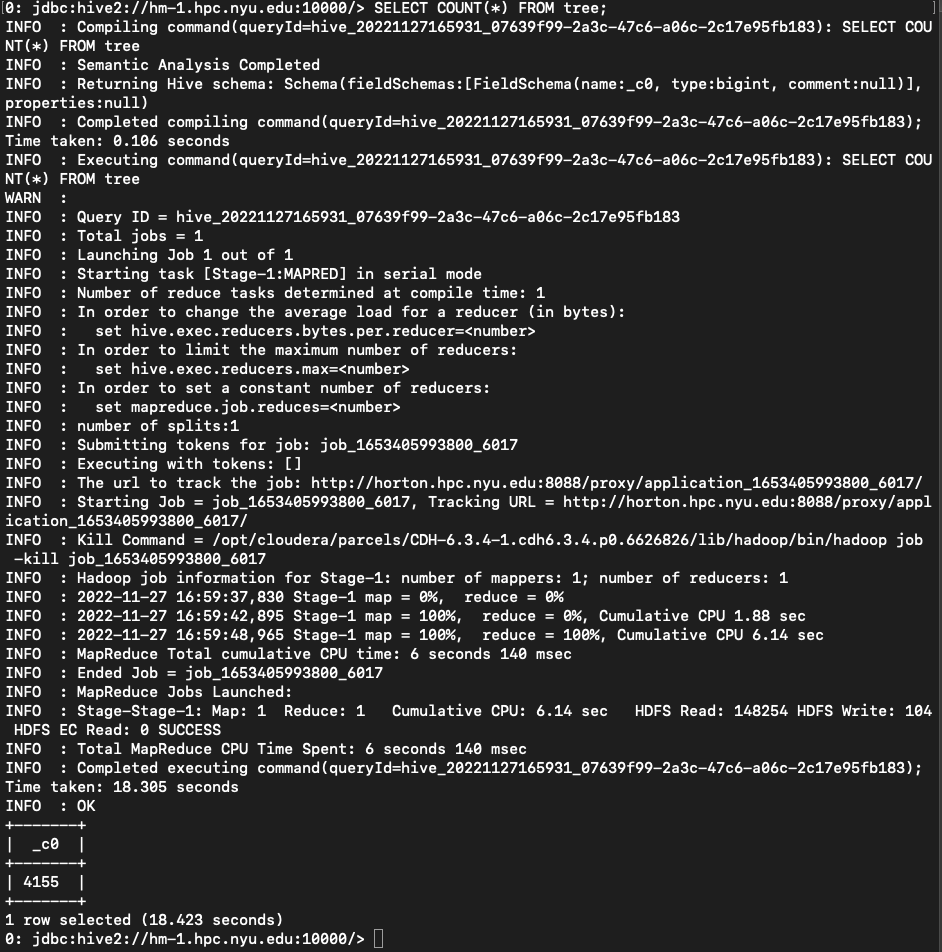 [0: jdbc:hive2://hm-1.hpc.nyu.edu:10000/> SELECT COUNT(*) FROM tree;                                    ]
INFO  : Compiling command(queryId=hive_20221127165931_07639f99-2a3c-47c6-a06c-2c17e95fb183): SELECT COU
NT(*) FROM tree
INFO  : Semantic Analysis Completed
INFO  : Returning Hive schema: Schema(fieldSchemas:[FieldSchema(name:_c0, type:bigint, comment:null)],
properties:null)
INFO  : Completed compiling command(queryId=hive_20221127165931_07639f99-2a3c-47c6-a06c-2c17e95fb183);
Time taken: 0.106 seconds
INFO  : Executing command(queryId=hive_20221127165931_07639f99-2a3c-47c6-a06c-2c17e95fb183): SELECT COU
NT(*) FROM tree
WARN  :
INFO  : Query ID = hive_20221127165931_07639f99-2a3c-47c6-a06c-2c17e95fb183
INFO  : Total jobs = 1
INFO  : Launching Job 1 out of 1
INFO  : Starting task [Stage-1:MAPRED] in serial mode
INFO  : Number of reduce tasks determined at compile time: 1
INFO  : In order to change the average load for a reducer (in bytes):
INFO  :   set hive.exec.reducers.bytes.per.reducer=<number>
INFO  : In order to limit the maximum number of reducers:
INFO  :   set hive.exec.reducers.max=<number>
INFO  : In order to set a constant number of reducers:
INFO  :   set mapreduce.job.reduces=<number>
INFO  : number of splits:1
INFO  : Submitting tokens for job: job_1653405993800_6017
INFO  : Executing with tokens: []
INFO  : The url to track the job: http://horton.hpc.nyu.edu:8088/proxy/application_1653405993800_6017/
INFO  : Starting Job = job_1653405993800_6017, Tracking URL = http://horton.hpc.nyu.edu:8088/proxy/appl
ication_1653405993800_6017/
INFO  : Kill Command = /opt/cloudera/parcels/CDH-6.3.4-1.cdh6.3.4.p0.6626826/lib/hadoop/bin/hadoop job
 -kill job_1653405993800_6017
INFO  : Hadoop job information for Stage-1: number of mappers: 1; number of reducers: 1
INFO  : 2022-11-27 16:59:37,830 Stage-1 map = 0%,  reduce = 0%
INFO  : 2022-11-27 16:59:42,895 Stage-1 map = 100%,  reduce = 0%, Cumulative CPU 1.88 sec
INFO  : 2022-11-27 16:59:48,965 Stage-1 map = 100%,  reduce = 100%, Cumulative CPU 6.14 sec
INFO  : MapReduce Total cumulative CPU time: 6 seconds 140 msec
INFO  : Ended Job = job_1653405993800_6017
INFO  : MapReduce Jobs Launched:
INFO  : Stage-Stage-1: Map: 1  Reduce: 1   Cumulative CPU: 6.14 sec   HDFS Read: 148254 HDFS Write: 104
 HDFS EC Read: 0 SUCCESS
INFO  : Total MapReduce CPU Time Spent: 6 seconds 140 msec
INFO  : Completed executing command(queryId=hive_20221127165931_07639f99-2a3c-47c6-a06c-2c17e95fb183);
Time taken: 18.305 seconds
INFO  : OK
+-------+
|  _c0  |
+-------+
| 4155  |
+-------+
1 row selected (18.423 seconds)
0: jdbc:hive2://hm-1.hpc.nyu.edu:10000/>